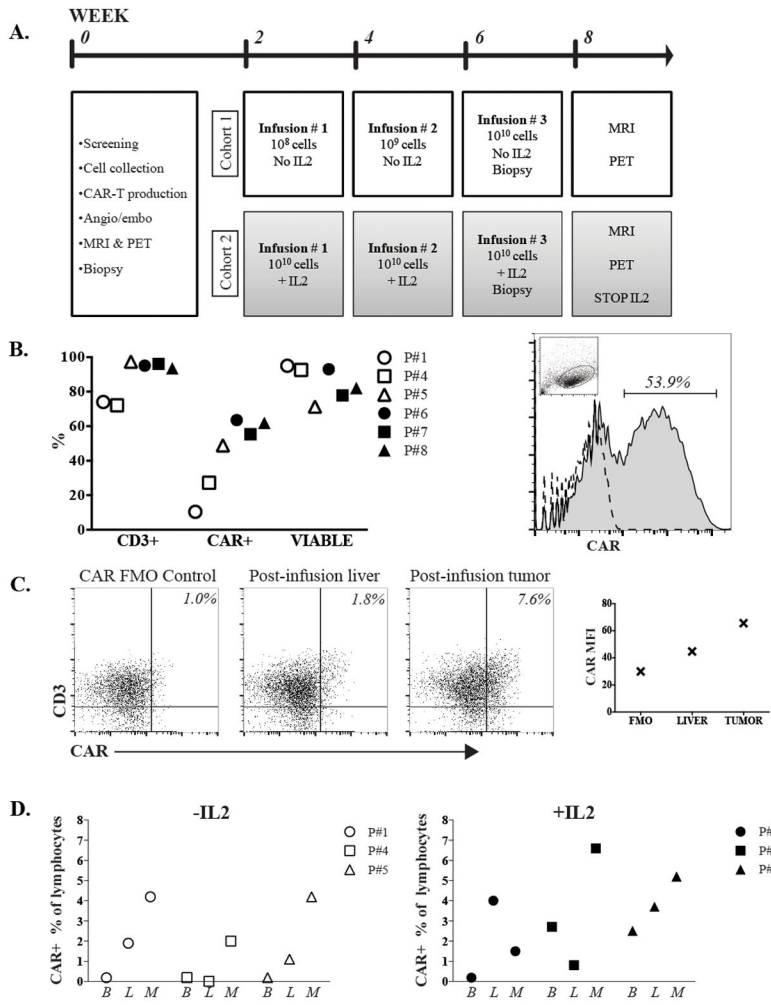 WEEK
A.
0 2 4 6 8
•Screening
•Cell collection
•CAR-T production
•Angio/embo
•MRI & PET
•Biopsy
Cohort 1
Infusion # 1
10⁸ cells
No IL2
Infusion # 2
10⁹ cells
No IL2
Infusion # 3
10¹⁰ cells
No IL2
Biopsy
MRI
PET
Cohort 2
Infusion # 1
10¹⁰ cells
+ IL2
Infusion # 2
10¹⁰ cells
+ IL2
Infusion # 3
10¹⁰ cells
+ IL2
Biopsy
MRI
PET
STOP IL2
B.
100
80
60
40
20
0
%
CD3+ CAR+ VIABLE
P#1
P#4
P#5
P#6
P#7
P#8
53.9%
CAR
C.
CAR FMO Control Post-infusion liver Post-infusion tumor
1.0% 1.8% 7.6%
CD3
CAR
CAR MFI
80
60
40
20
0
FMO LIVER TUMOR
D.
-IL2
CAR+ % of lymphocytes
8
7
6
5
4
3
2
1
0
B L M B L M B L M
P#1
P#4
P#5
+IL2
CAR+ % of lymphocytes
8
7
6
5
4
3
2
1
0
B L M B L M B L M
P#
P#
P#